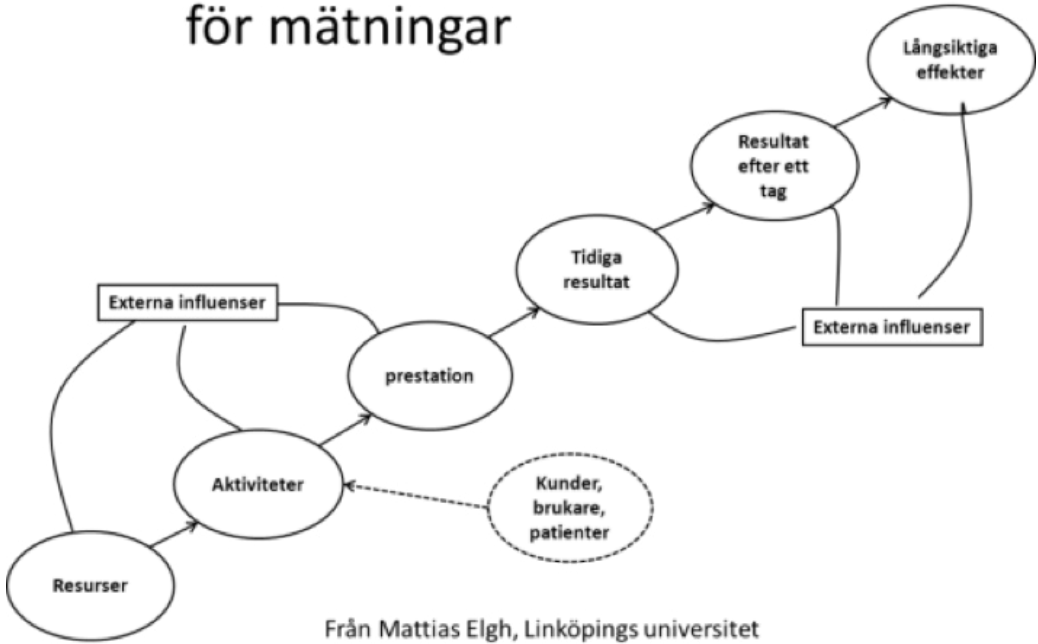 för mätningar
Långsiktiga
effekter
Resultat
efter ett
tag
Tidiga
resultat
Externa influenser
Externa influenser
prestation
Aktiviteter
Kunder,
brukare,
patienter
Resurser
Från Mattias Elgh, Linköpings universitet